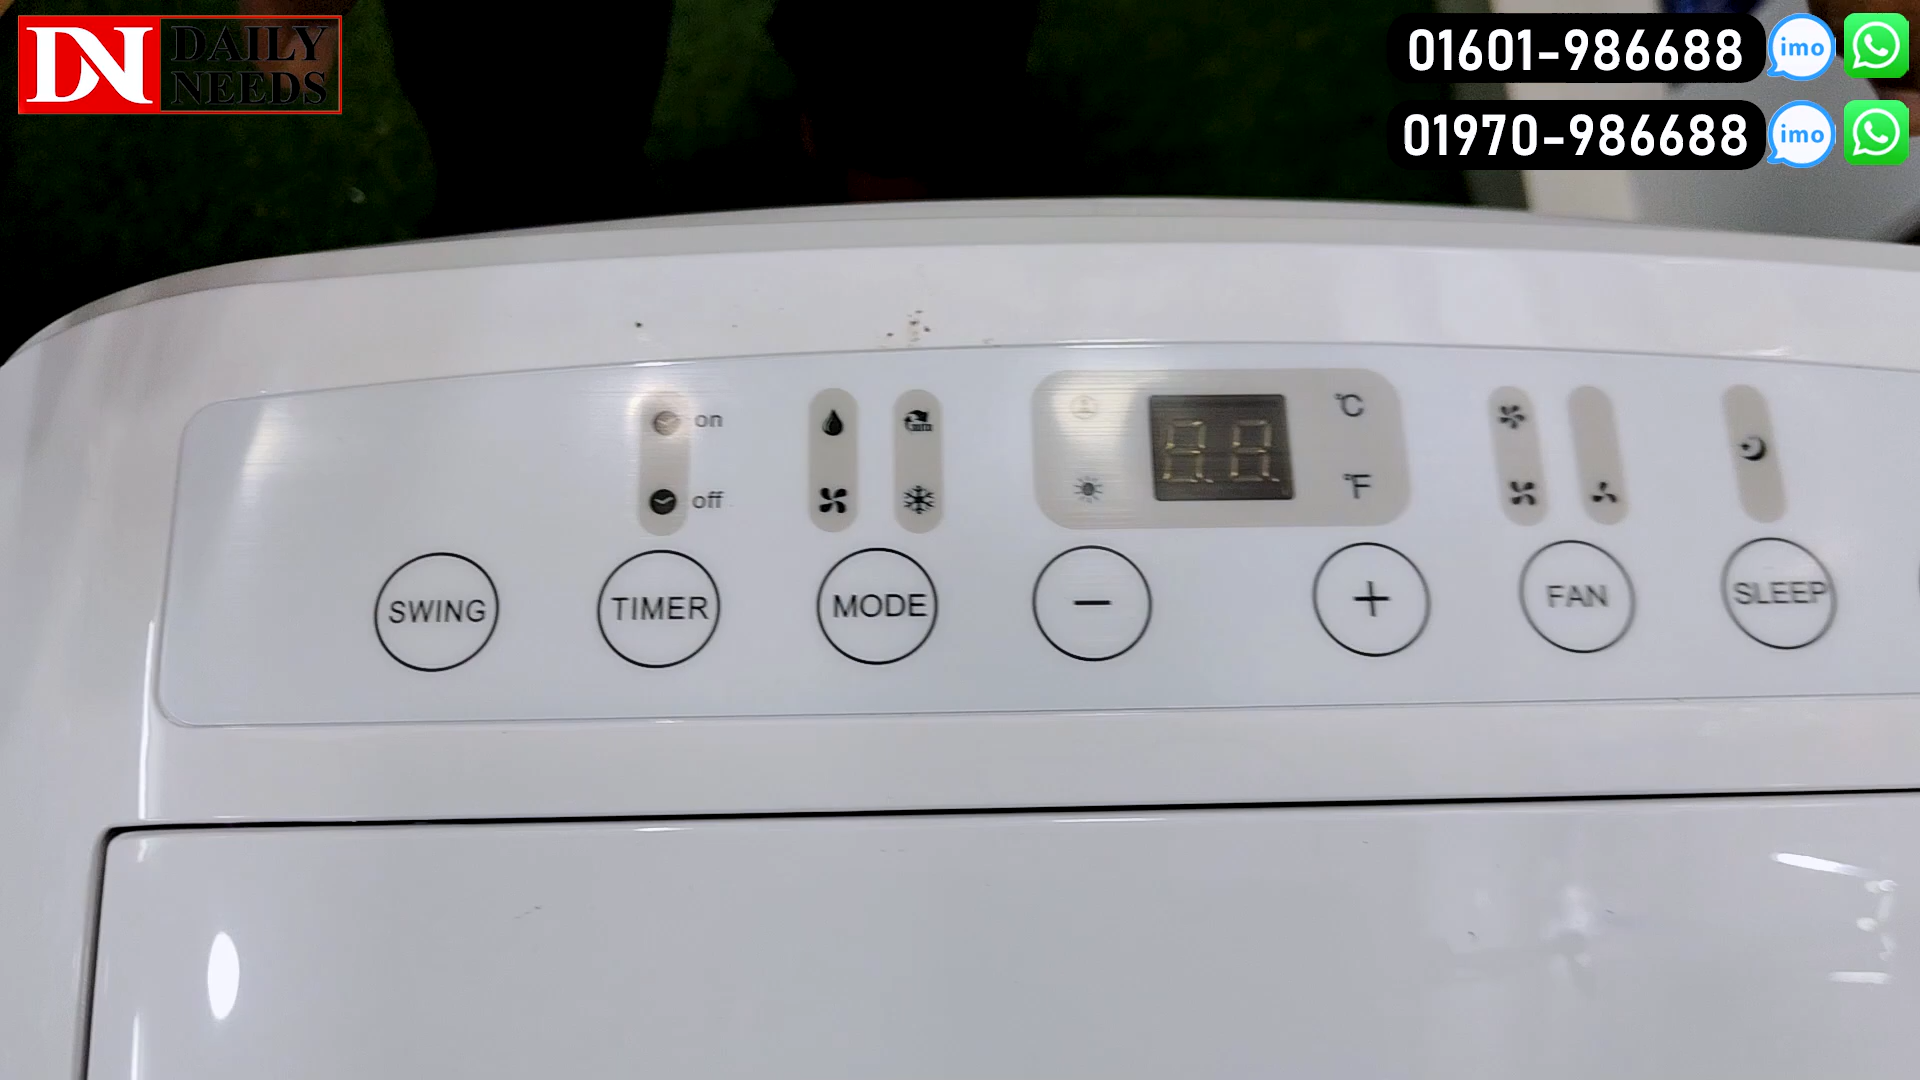 DN DAILY
NEEDS
01601-986688 imo
01970-986688 imo
on
off
°C
°F
SWING
TIMER
MODE
−
+
FAN
SLEEP